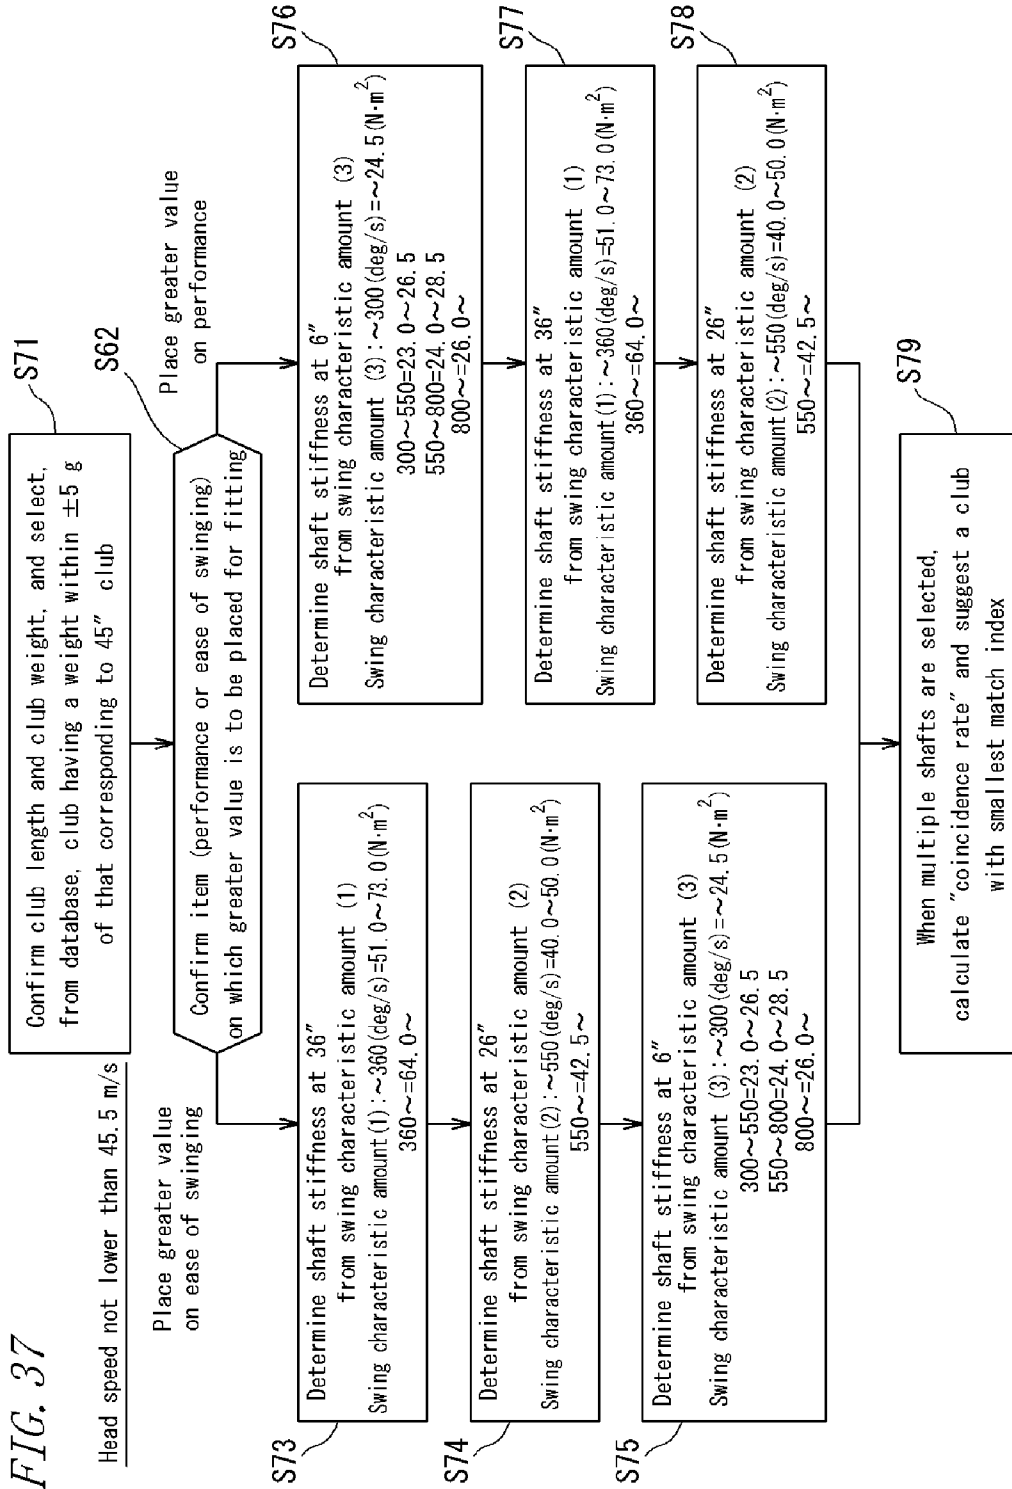 FIG. 37
Head speed not lower than 45.5 m/s
S71
Confirm club length and club weight, and select,
from database, club having a weight within ±5 g
of that corresponding to 45″ club
S62
Confirm item (performance or ease of swinging)
on which greater value is to be placed for fitting
Place greater value
on ease of swinging
Place greater value
on performance
S73
Determine shaft stiffness at 36″
from swing characteristic amount (1)
Swing characteristic amount(1):~360(deg/s)=51.0~73.0(N·m²)
360~=64.0~
S74
Determine shaft stiffness at 26″
from swing characteristic amount (2)
Swing characteristic amount(2):~550(deg/s)=40.0~50.0(N·m²)
550~=42.5~
S75
Determine shaft stiffness at 6″
from swing characteristic amount (3)
Swing characteristic amount (3):~300(deg/s)=~24.5(N·m²)
300~550=23.0~26.5
550~800=24.0~28.5
800~=26.0~
S76
Determine shaft stiffness at 6″
from swing characteristic amount (3)
Swing characteristic amount (3):~300(deg/s)=~24.5(N·m²)
300~550=23.0~26.5
550~800=24.0~28.5
800~=26.0~
S77
Determine shaft stiffness at 36″
from swing characteristic amount (1)
Swing characteristic amount(1):~360(deg/s)=51.0~73.0(N·m²)
360~=64.0~
S78
Determine shaft stiffness at 26″
from swing characteristic amount (2)
Swing characteristic amount(2):~550(deg/s)=40.0~50.0(N·m²)
550~=42.5~
S79
When multiple shafts are selected,
calculate "coincidence rate" and suggest a club
with smallest match index